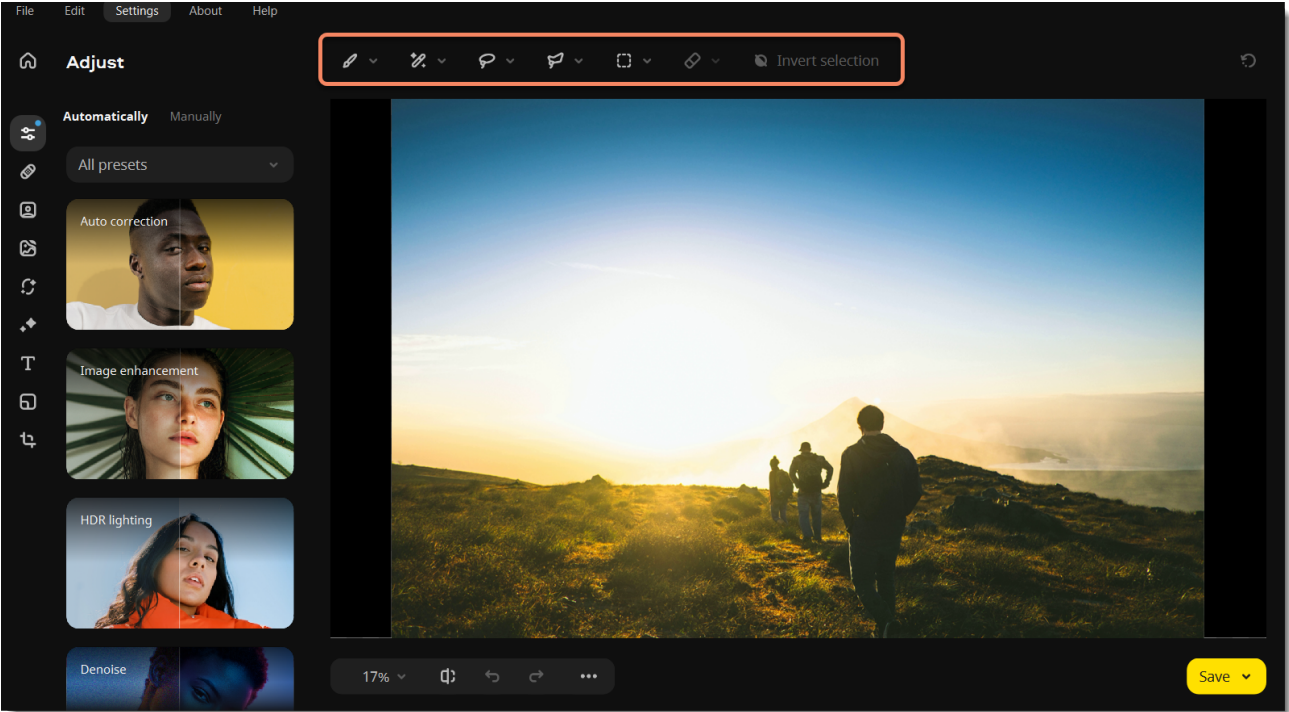 File Edit Settings About Help
Adjust
Invert selection
Automatically Manually
All presets
Auto correction
Image enhancement
HDR lighting
Denoise
17%
Save